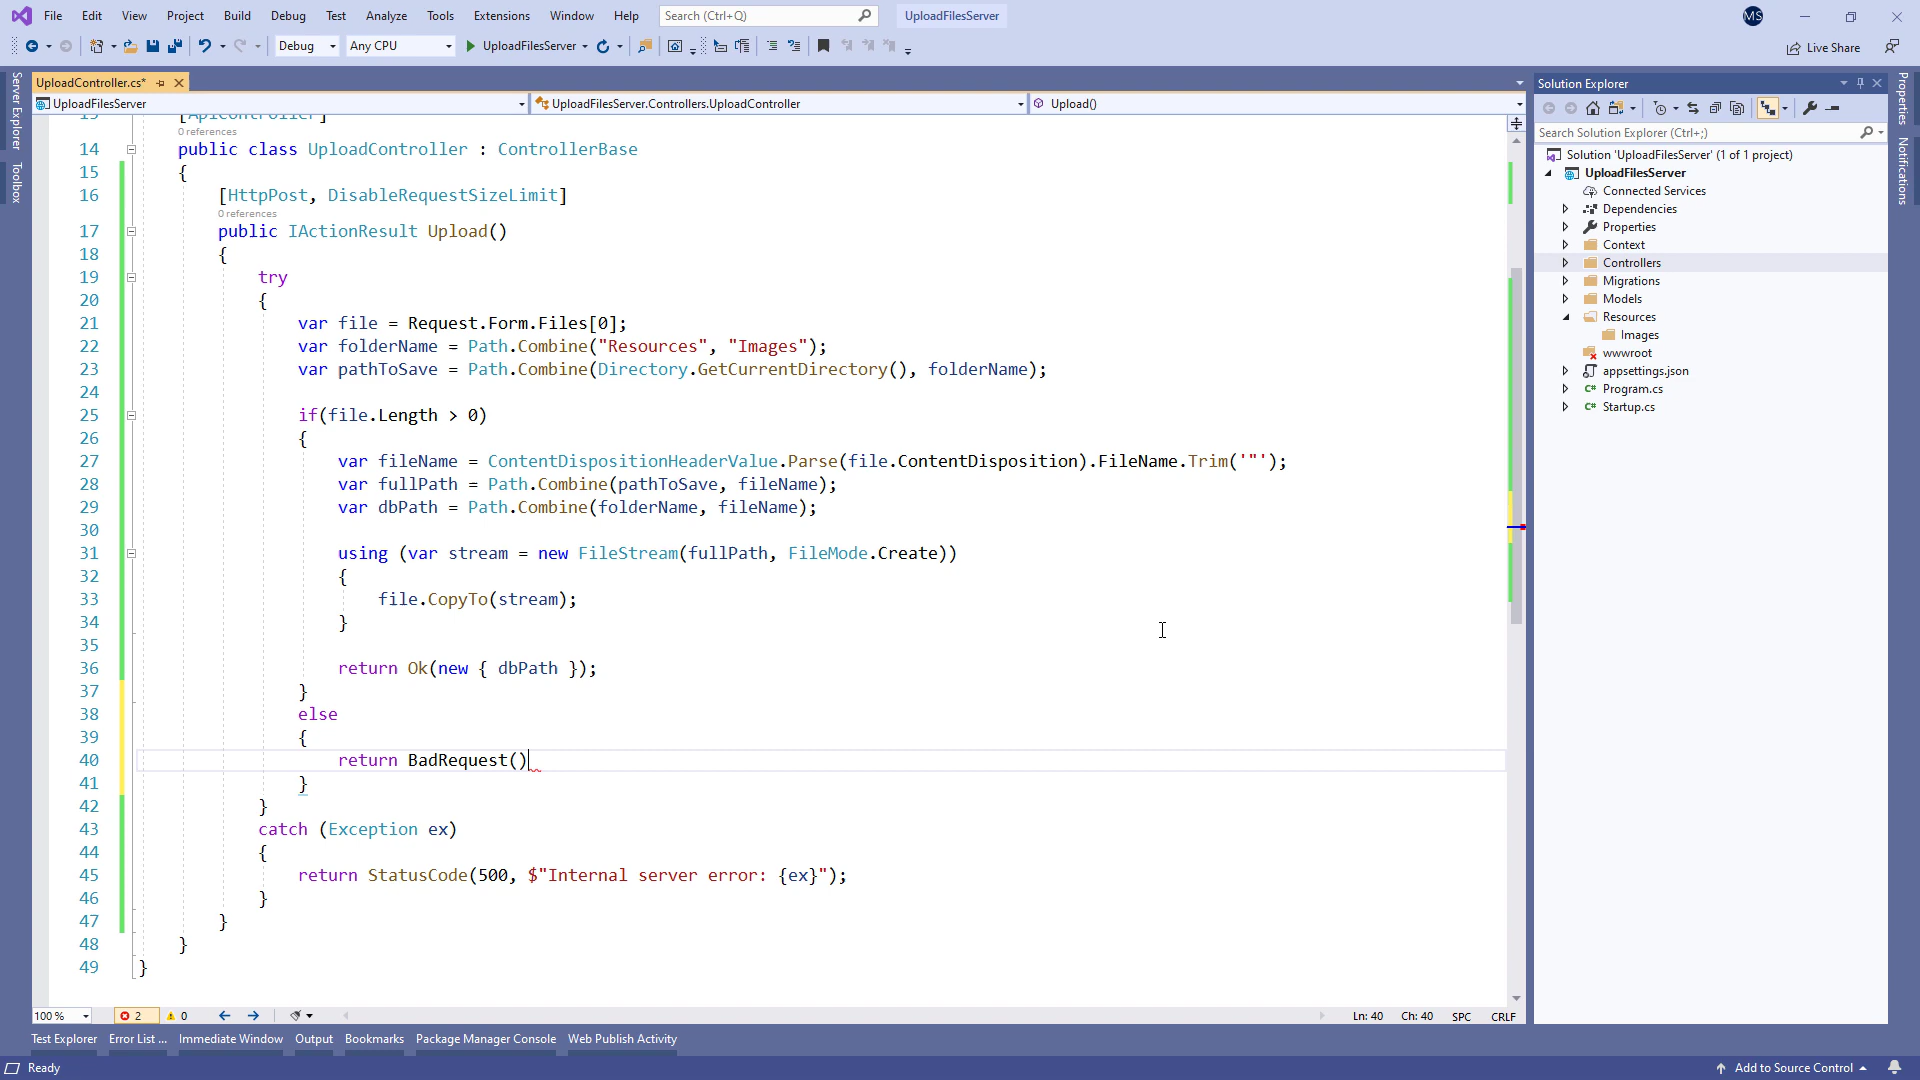 File Edit View Project Build Debug Test Analyze Tools Extensions Window Help Search (Ctrl+Q) UploadFilesServer MS
Debug Any CPU UploadFilesServer Live Share
Server Explorer
Toolbox
UploadController.cs*
UploadFilesServer UploadFilesServer.Controllers.UploadController Upload()
[ApiController]
0 references
14 public class UploadController : ControllerBase
15 {
16 [HttpPost, DisableRequestSizeLimit]
0 references
17 public IActionResult Upload()
18 {
19 try
20 {
21 var file = Request.Form.Files[0];
22 var folderName = Path.Combine("Resources", "Images");
23 var pathToSave = Path.Combine(Directory.GetCurrentDirectory(), folderName);
24
25 if(file.Length > 0)
26 {
27 var fileName = ContentDispositionHeaderValue.Parse(file.ContentDisposition).FileName.Trim('"');
28 var fullPath = Path.Combine(pathToSave, fileName);
29 var dbPath = Path.Combine(folderName, fileName);
30
31 using (var stream = new FileStream(fullPath, FileMode.Create))
32 {
33 file.CopyTo(stream);
34 }
35
36 return Ok(new { dbPath });
37 }
38 else
39 {
40 return BadRequest()
41 }
42 }
43 catch (Exception ex)
44 {
45 return StatusCode(500, $"Internal server error: {ex}");
46 }
47 }
48 }
49 }
100 % 2 0 Ln: 40 Ch: 40 SPC CRLF
Test Explorer Error List ... Immediate Window Output Bookmarks Package Manager Console Web Publish Activity
Ready Add to Source Control
Solution Explorer
Search Solution Explorer (Ctrl+;)
Solution 'UploadFilesServer' (1 of 1 project)
UploadFilesServer
Connected Services
Dependencies
Properties
Context
Controllers
Migrations
Models
Resources
Images
wwwroot
appsettings.json
C# Program.cs
C# Startup.cs
Properties
Notifications